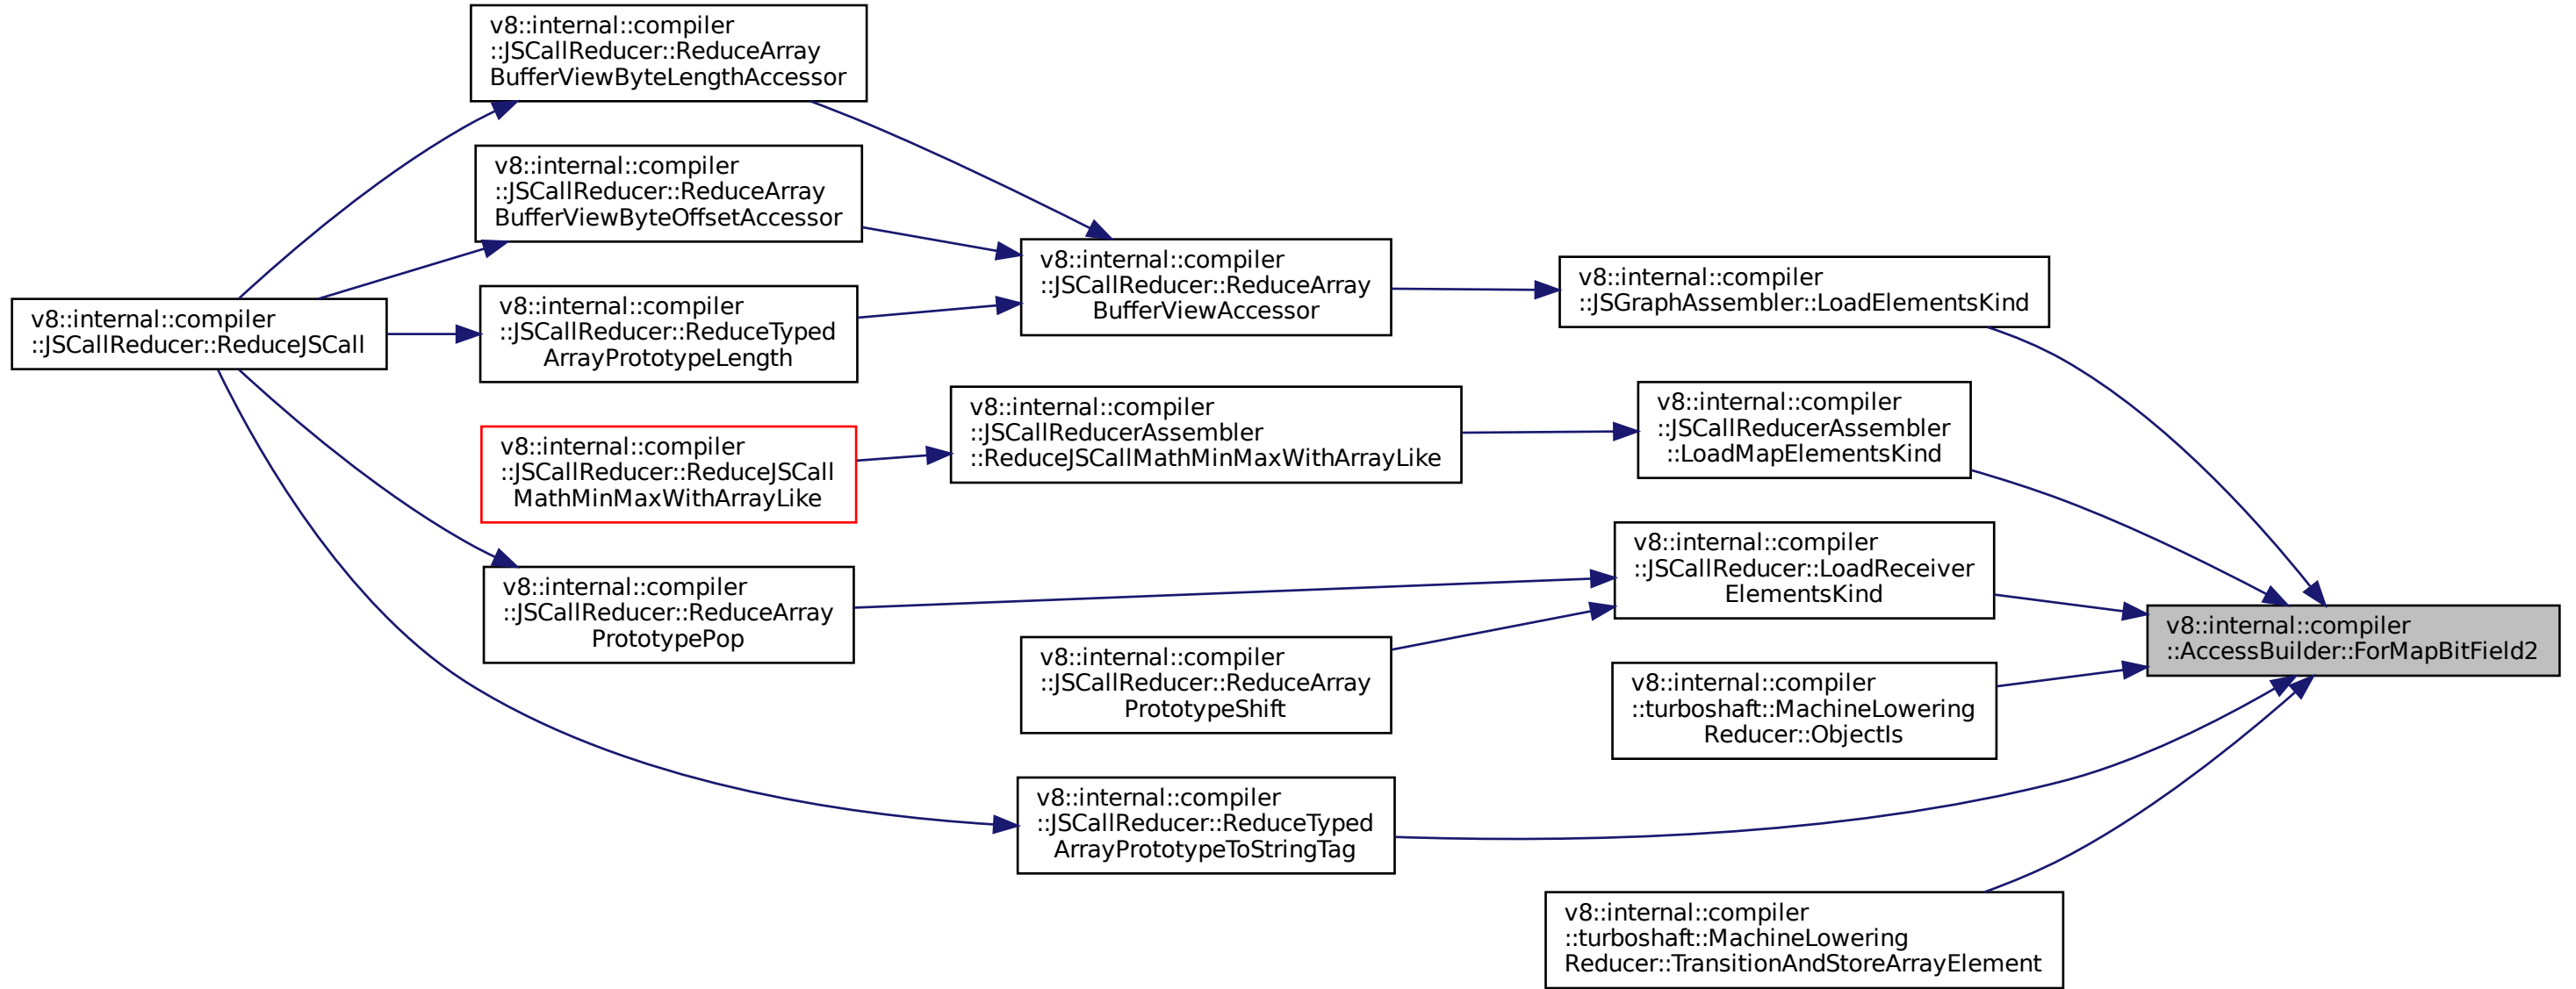 v8::internal::compiler
::JSCallReducer::ReduceArray
BufferViewByteLengthAccessor
v8::internal::compiler
::JSCallReducer::ReduceArray
BufferViewByteOffsetAccessor
v8::internal::compiler
::JSCallReducer::ReduceJSCall
v8::internal::compiler
::JSCallReducer::ReduceTyped
ArrayPrototypeLength
v8::internal::compiler
::JSCallReducer::ReduceArray
BufferViewAccessor
v8::internal::compiler
::JSGraphAssembler::LoadElementsKind
v8::internal::compiler
::JSCallReducer::ReduceJSCall
MathMinMaxWithArrayLike
v8::internal::compiler
::JSCallReducerAssembler
::ReduceJSCallMathMinMaxWithArrayLike
v8::internal::compiler
::JSCallReducerAssembler
::LoadMapElementsKind
v8::internal::compiler
::JSCallReducer::ReduceArray
PrototypePop
v8::internal::compiler
::JSCallReducer::LoadReceiver
ElementsKind
v8::internal::compiler
::AccessBuilder::ForMapBitField2
v8::internal::compiler
::JSCallReducer::ReduceArray
PrototypeShift
v8::internal::compiler
::turboshaft::MachineLowering
Reducer::ObjectIs
v8::internal::compiler
::JSCallReducer::ReduceTyped
ArrayPrototypeToStringTag
v8::internal::compiler
::turboshaft::MachineLowering
Reducer::TransitionAndStoreArrayElement